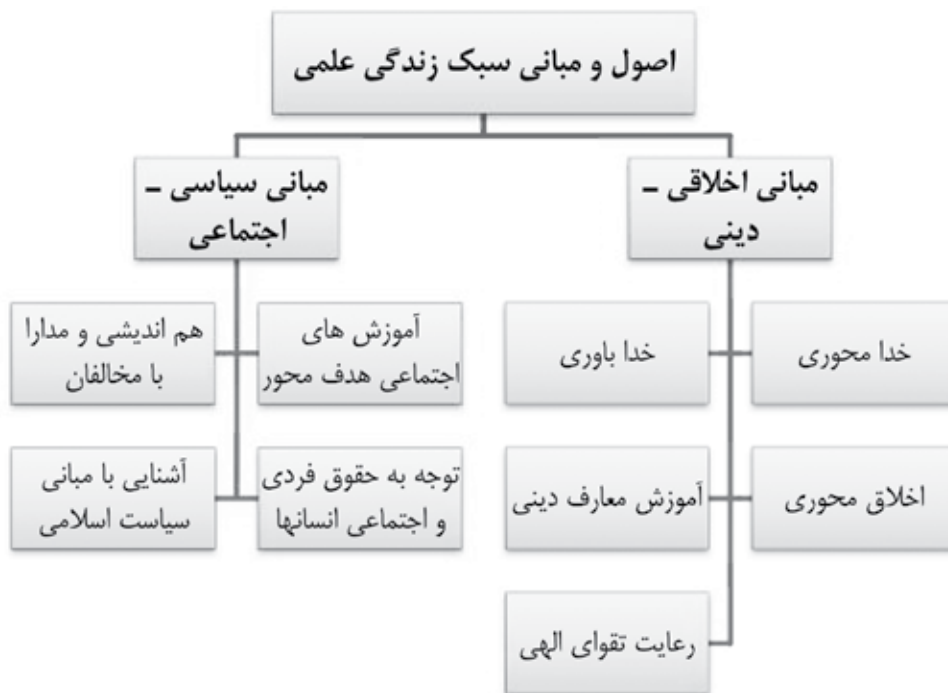 اصول و مبانی سبک زندگی علمی
مبانی اخلاقی ـ
دینی
مبانی سیاسی ـ
اجتماعی
خدا محوری
خدا باوری
اخلاق محوری
آموزش معارف دینی
رعایت تقوای الهی
آموزش های
اجتماعی هدف محور
هم اندیشی و مدارا
با مخالفان
توجه به حقوق فردی
و اجتماعی انسانها
آشنایی با مبانی
سیاست اسلامی